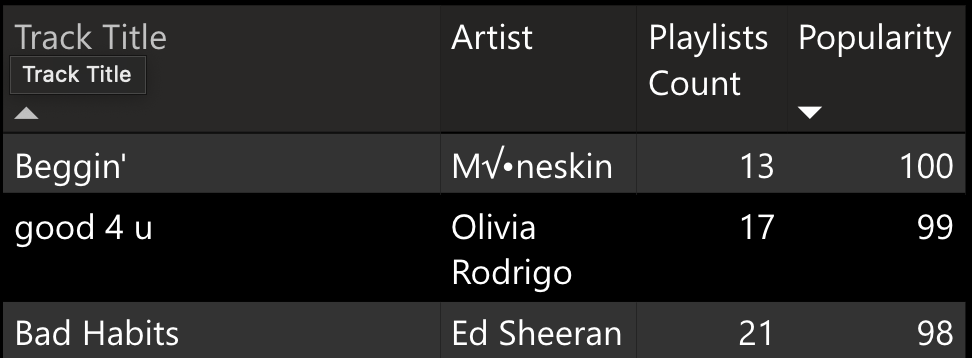 Track Title Artist Playlists Count Popularity
Track Title
Beggin' M√•neskin 13 100
good 4 u Olivia Rodrigo 17 99
Bad Habits Ed Sheeran 21 98